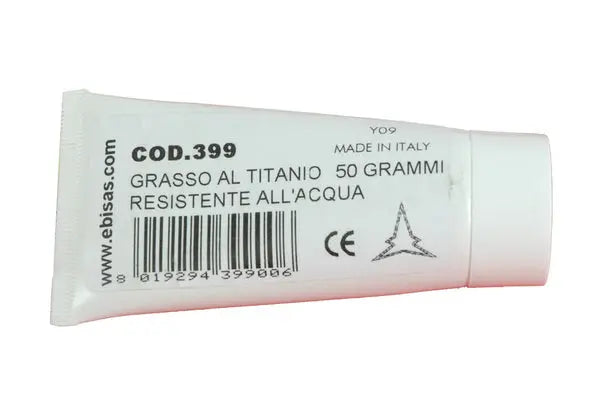 Y09
MADE IN ITALY
COD.399
GRASSO AL TITANIO 50 GRAMMI
RESISTENTE ALL'ACQUA
www.ebisas.com
CE
8 019294 399006